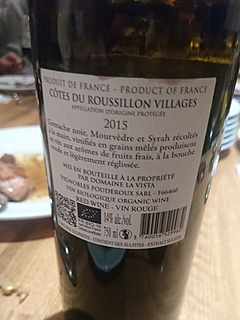 PRODUIT DE FRANCE - PRODUCT OF FRANCE
CÔTES DU ROUSSILLON VILLAGES
APPELLATION D'ORIGINE PROTÉGÉE
2015
Grenache noir, Mourvèdre et Syrah récoltés
à la main, vinifiés en grains mêlés produisent
vin aux arômes de fruits frais, à la bouche
et légèrement réglissée.
MIS EN BOUTEILLE À LA PROPRIÉTÉ
PAR DOMAINE LA VISTA
VIGNOBLES POUDEROUX SARL - F66460
VIN BIOLOGIQUE ORGANIC WINE
RED WINE - VIN ROUGE
14% alc./vol.
750 ml
CONTIENT DES SULFITES